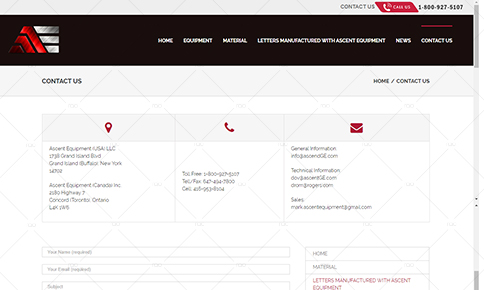 CONTACT US CALL US 1-800-927-5107
AE
HOME EQUIPMENT MATERIAL LETTERS MANUFACTURED WITH ASCENT EQUIPMENT NEWS CONTACT US
CONTACT US
HOME / CONTACT US
Ascent Equipment (USA) LLC
1738 Grand Island Blvd
Grand Island (Buffalo), New York
14702
Ascent Equipment (Canada) Inc
2180 Highway 7
Concord (Toronto), Ontario
L4K 1W6
Toll Free: 1-800-927-5107
Tel/Fax: 647-494-7800
Cell: 416-953-8104
General Information
info@ascentGE.com
Technical Information
dov@ascentGE.com
drom@rogers.com
Sales
mark.ascentequipment@gmail.com
Your Name (required)
Your Email (required)
Subject
HOME
MATERIAL
LETTERS MANUFACTURED WITH ASCENT
EQUIPMENT